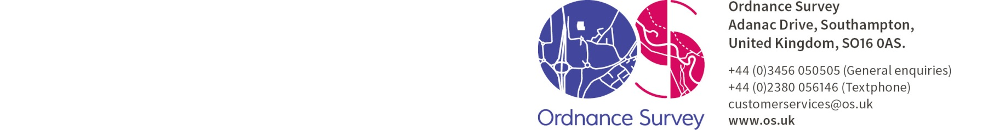 Ordnance Survey
Ordnance Survey
Adanac Drive, Southampton,
United Kingdom, SO16 0AS.
+44 (0)3456 050505 (General enquiries)
+44 (0)2380 056146 (Textphone)
customerservices@os.uk
www.os.uk